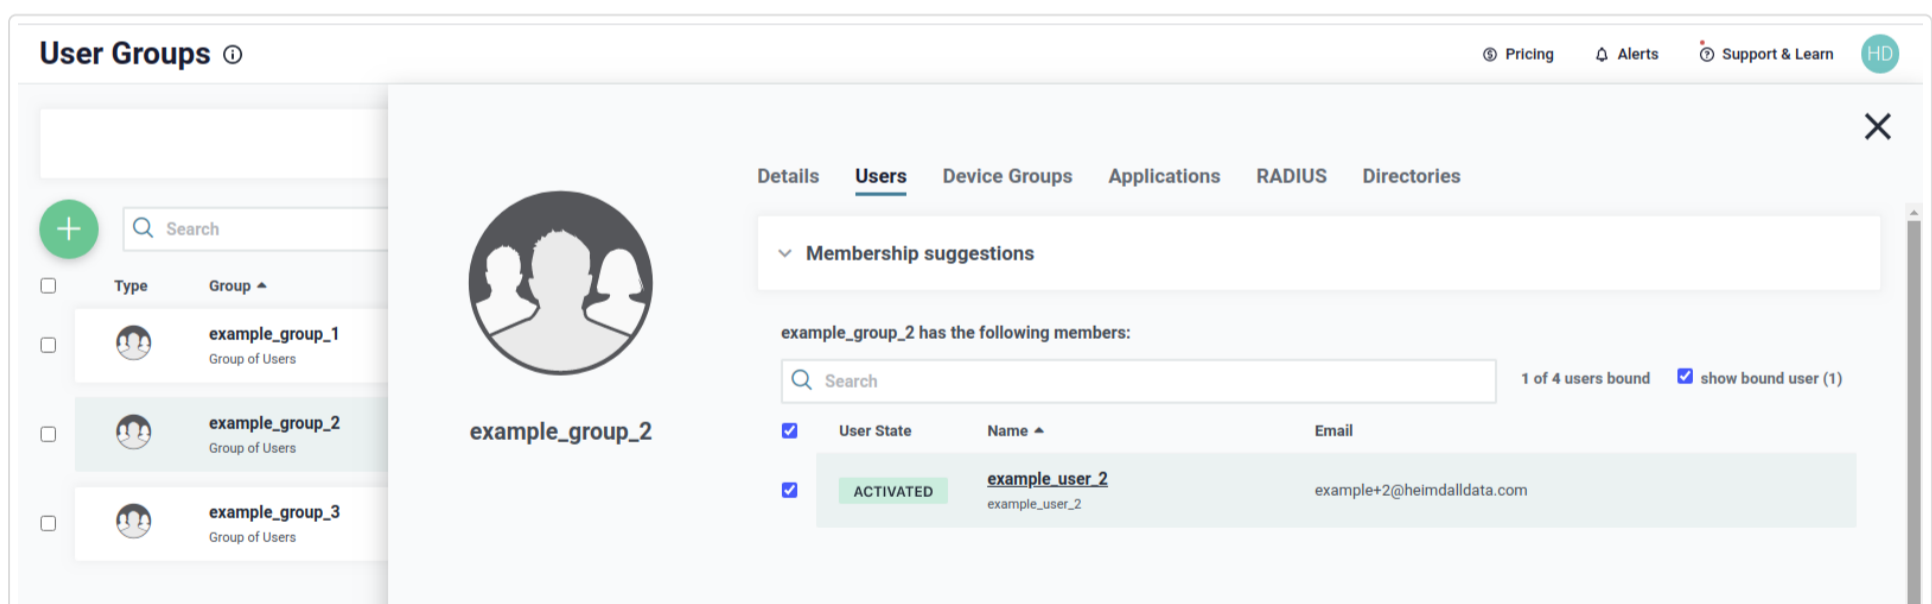 User Groups
Pricing
Alerts
Support & Learn
HD
Search
Type Group
example_group_1
Group of Users
example_group_2
Group of Users
example_group_3
Group of Users
example_group_2
Details Users Device Groups Applications RADIUS Directories
Membership suggestions
example_group_2 has the following members:
Search
1 of 4 users bound
show bound user (1)
User State Name Email
ACTIVATED
example_user_2
example_user_2
example+2@heimdalldata.com